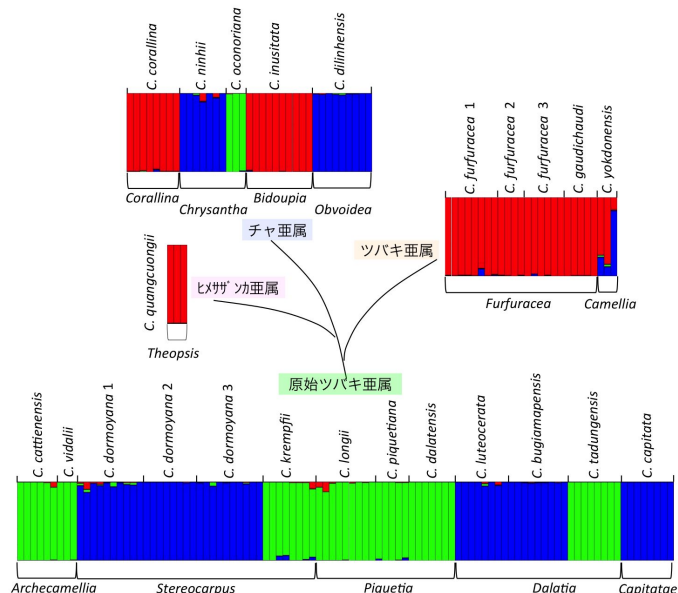 C. corallina
C. ninhii
C. oconoriana
C. inusitata
C. dilinhensis
Corallina
Chrysantha
Bidoupia
Obvoidea
C. furfuracea 1
C. furfuracea 2
C. furfuracea 3
C. gaudichaudi
C. yokdonensis
Furfuracea
Camellia
チャ亜属
ツバキ亜属
C. quangcuongii
Theopsis
ﾋﾒｻｻﾞﾝｶ亜属
原始ツバキ亜属
C. cattienensis
C. vidalii
C. dormoyana 1
C. dormoyana 2
C. dormoyana 3
C. krempfii
C. longii
C. piquetiana
C. dalatensis
C. luteocerata
C. bugiamapensis
C. tadungensis
C. capitata
Archecamellia
Stereocarpus
Piquetia
Dalatia
Capitatae